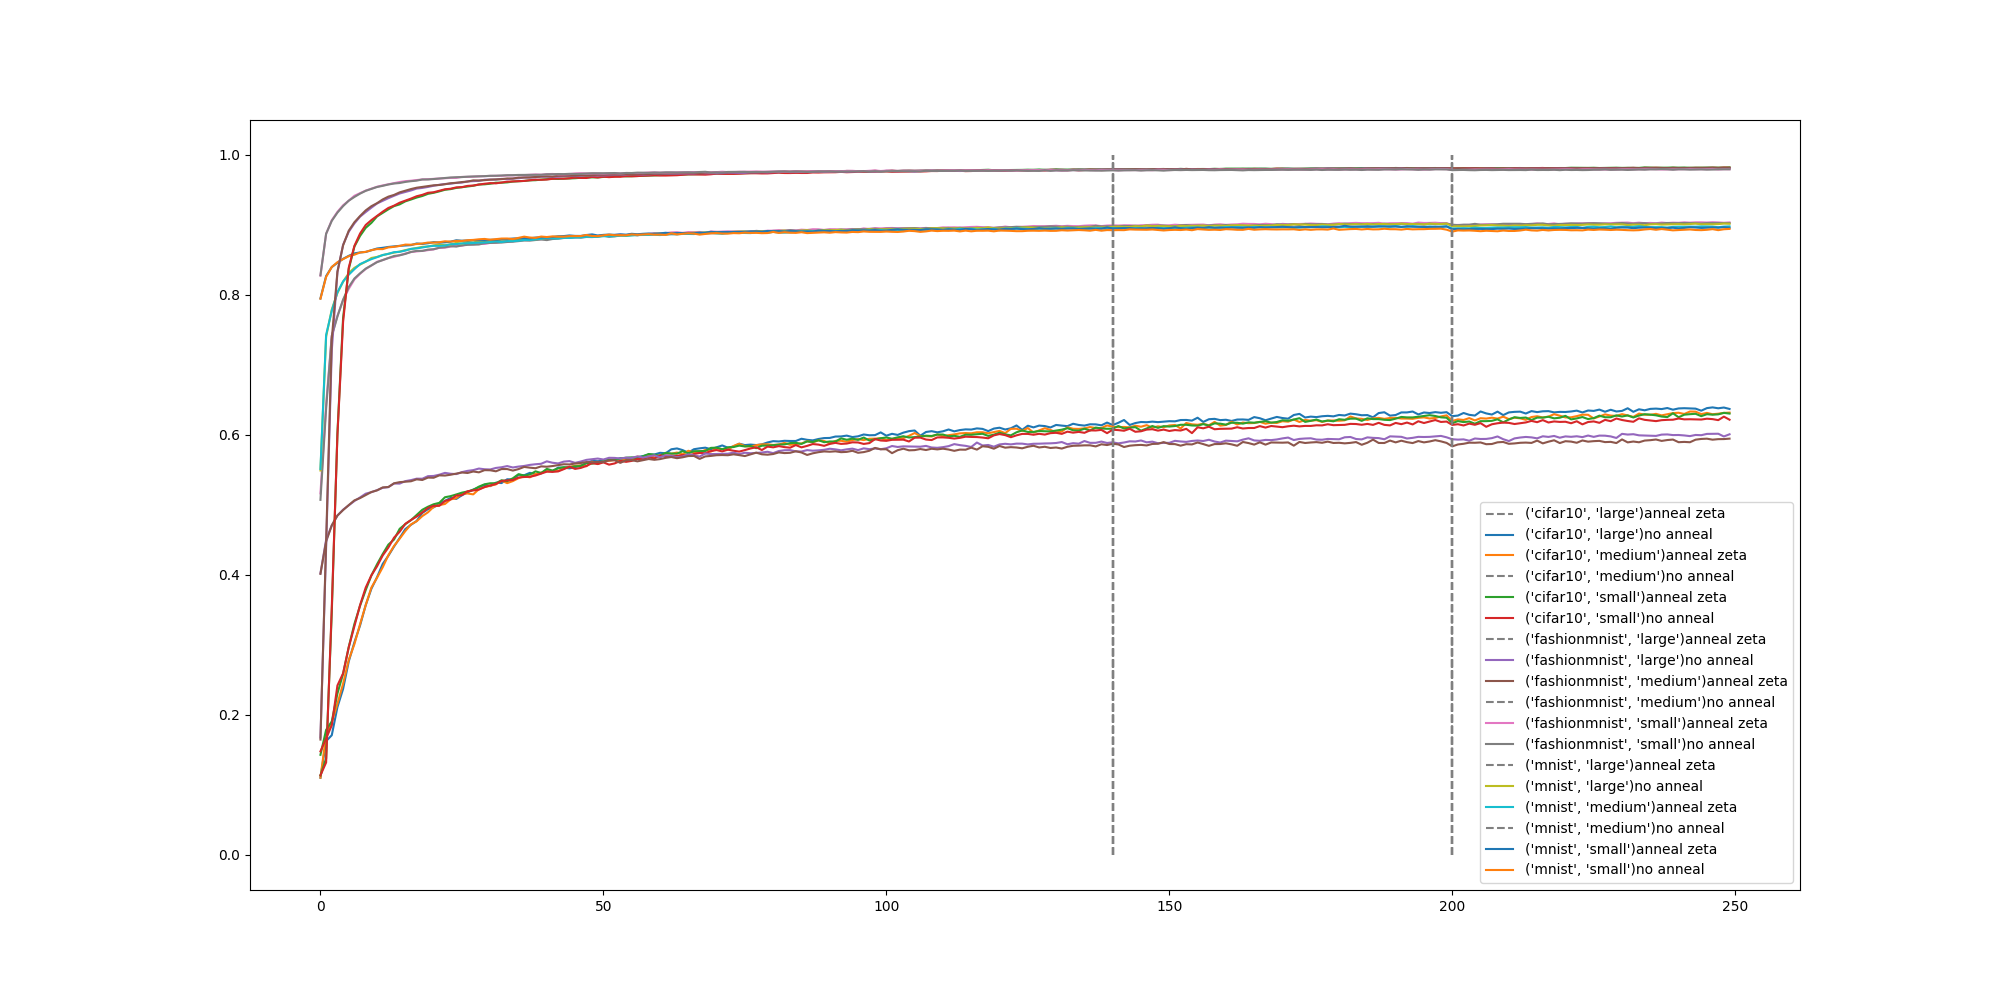 1.0
0.8
0.6
0.4
0.2
0.0
0
50
100
150
200
250
('cifar10', 'large')anneal zeta
('cifar10', 'large')no anneal
('cifar10', 'medium')anneal zeta
('cifar10', 'medium')no anneal
('cifar10', 'small')anneal zeta
('cifar10', 'small')no anneal
('fashionmnist', 'large')anneal zeta
('fashionmnist', 'large')no anneal
('fashionmnist', 'medium')anneal zeta
('fashionmnist', 'medium')no anneal
('fashionmnist', 'small')anneal zeta
('fashionmnist', 'small')no anneal
('mnist', 'large')anneal zeta
('mnist', 'large')no anneal
('mnist', 'medium')anneal zeta
('mnist', 'medium')no anneal
('mnist', 'small')anneal zeta
('mnist', 'small')no anneal